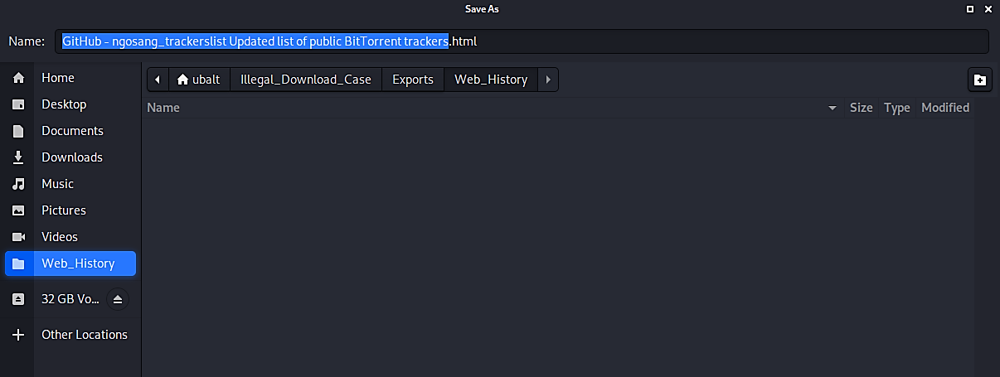 Save As
Name: GitHub - ngosang_trackerslist Updated list of public BitTorrent trackers.html
ubalt Illegal_Download_Case Exports Web_History
Name Size Type Modified
Home
Desktop
Documents
Downloads
Music
Pictures
Videos
Web_History
32 GB Vo...
Other Locations